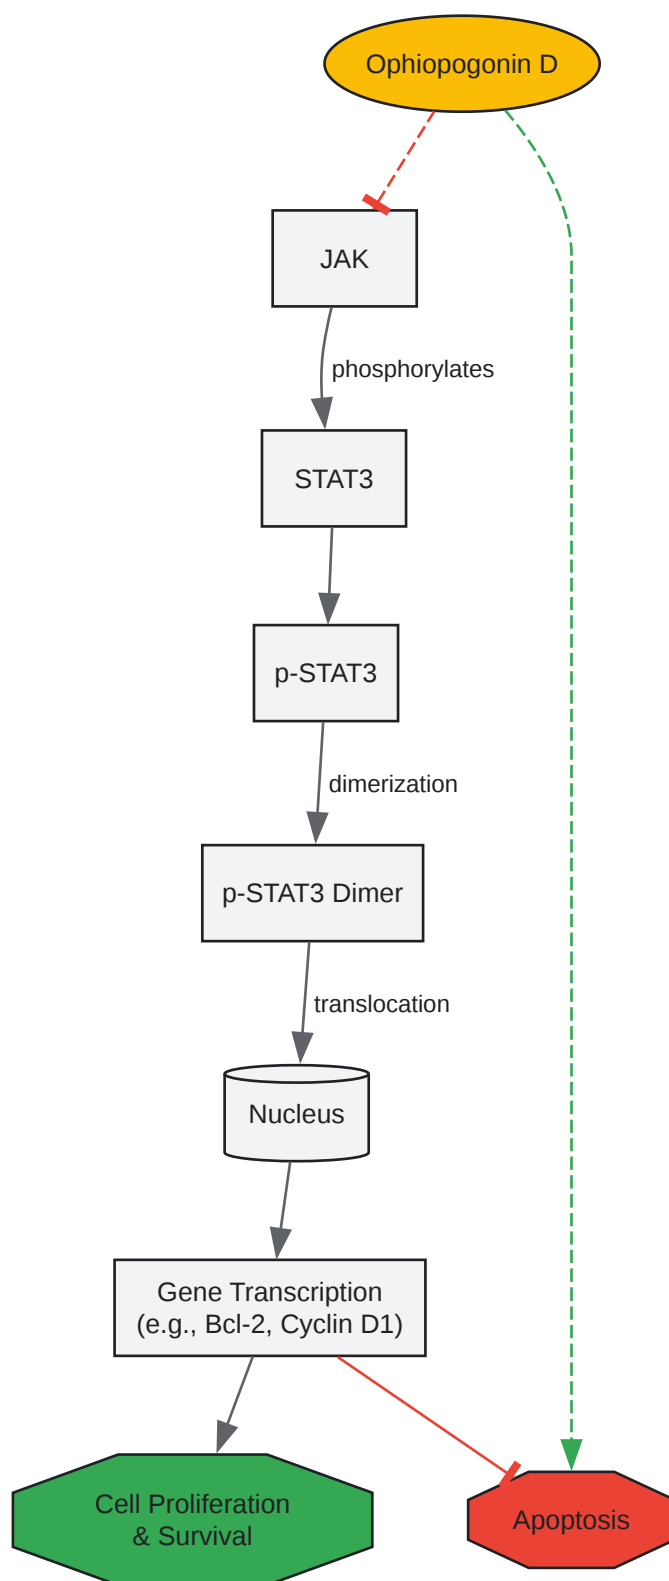 Ophiopogonin D
JAK
phosphorylates
STAT3
p-STAT3
dimerization
p-STAT3 Dimer
translocation
Nucleus
Gene Transcription
(e.g., Bcl-2, Cyclin D1)
Cell Proliferation
& Survival
Apoptosis